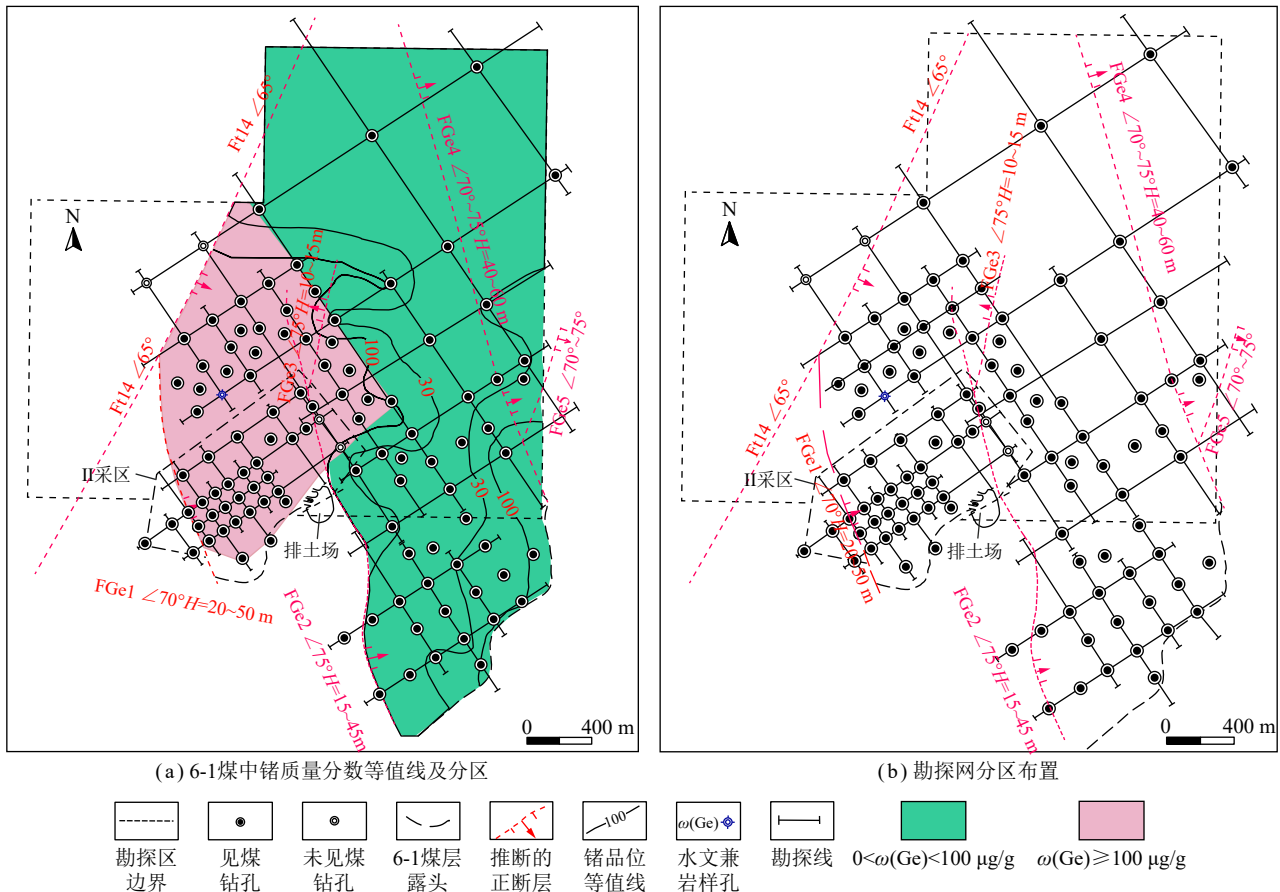 Ft14 ∠65°
FGe4 ∠70°~75°H=40~60 m
N
FGe3 ∠75°H=10~15m
100
30
Ft14 ∠65°
FGe5 ∠70°~75°
II采区
30
100
排土场
FGe1 ∠70°H=20~50 m
FGe2 ∠75°H=15~45m
0 400 m
(a) 6-1煤中锗质量分数等值线及分区
Ft14 ∠65°
FGe4 ∠70°~75°H=40~60 m
FGe3 ∠75°H=10~15 m
N
Ft14 ∠65°
FGe5 ∠70°~75°
II采区
FGe1 ∠70°H=20~50 m
排土场
FGe2 ∠75°H=15~45 m
0 400 m
(b) 勘探网分区布置
100
ω(Ge)
勘探区
边界
见煤
钻孔
未见煤
钻孔
6-1煤层
露头
推断的
正断层
锗品位
等值线
水文兼
岩样孔
勘探线
0<ω(Ge)<100 μg/g
ω(Ge)≥100 μg/g